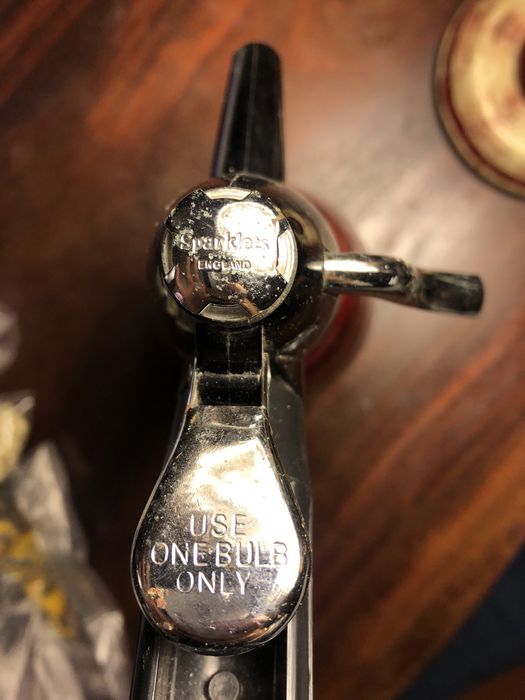 Sparklets
ENGLAND
USE
ONE BULB
ONLY